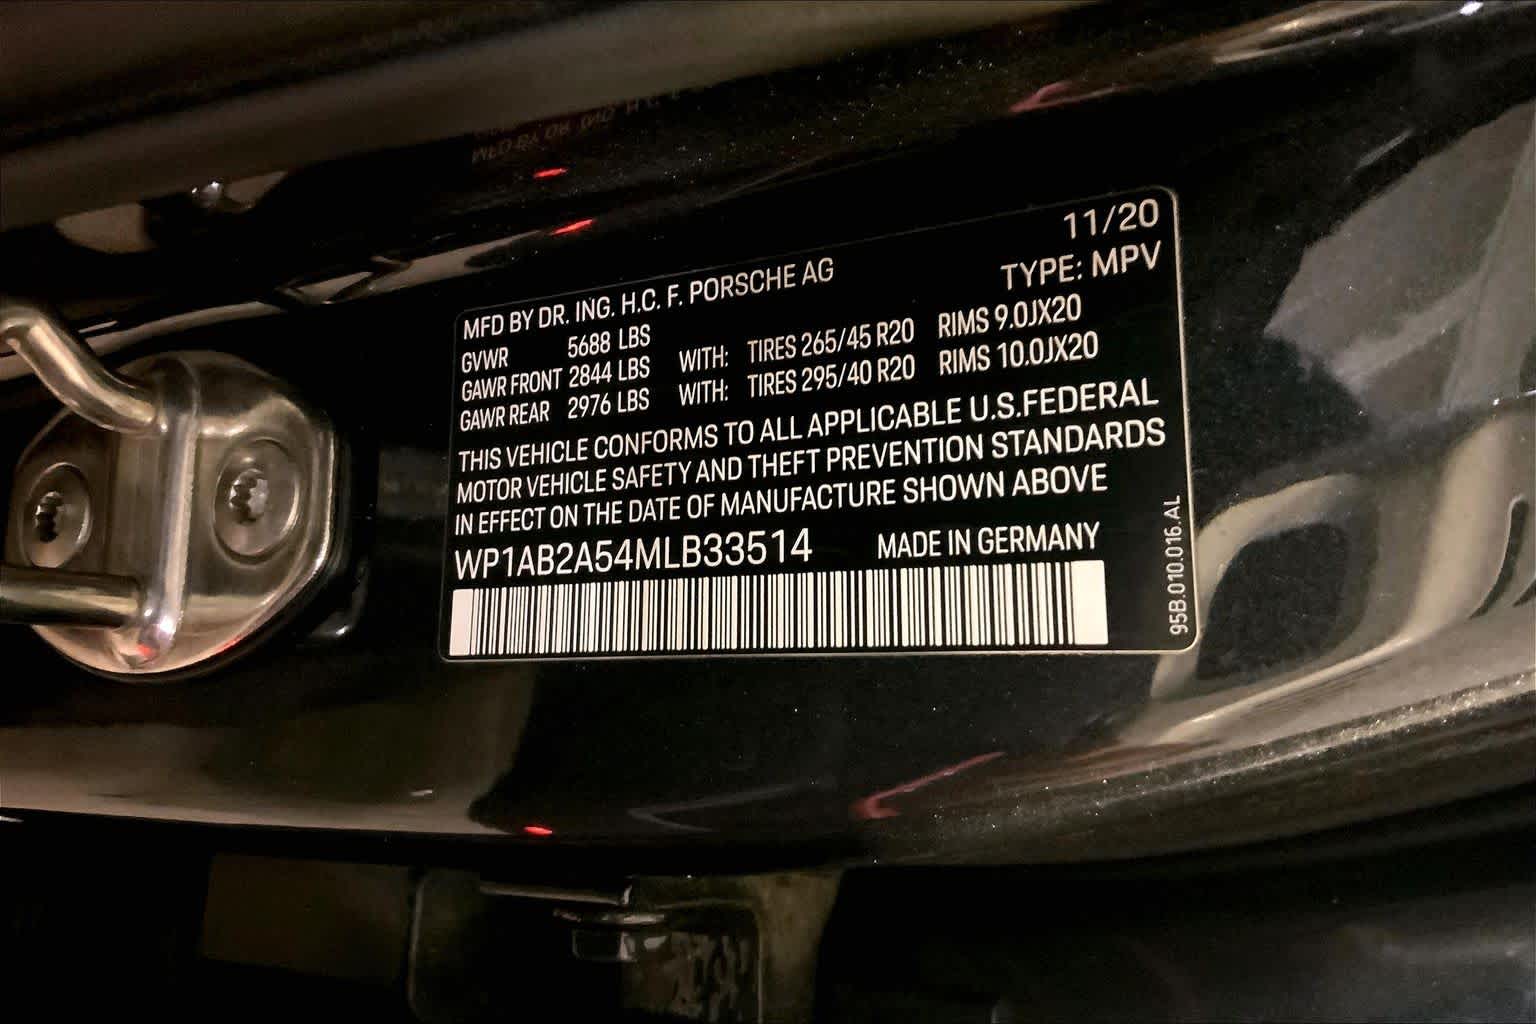 11/20
MFD BY DR. ING. H.C. F. PORSCHE AG TYPE: MPV
GVWR 5688 LBS
GAWR FRONT 2844 LBS WITH: TIRES 265/45 R20 RIMS 9.0JX20
GAWR REAR 2976 LBS WITH: TIRES 295/40 R20 RIMS 10.0JX20
THIS VEHICLE CONFORMS TO ALL APPLICABLE U.S.FEDERAL
MOTOR VEHICLE SAFETY AND THEFT PREVENTION STANDARDS
IN EFFECT ON THE DATE OF MANUFACTURE SHOWN ABOVE
WP1AB2A54MLB33514 MADE IN GERMANY
95B.010.016.AL